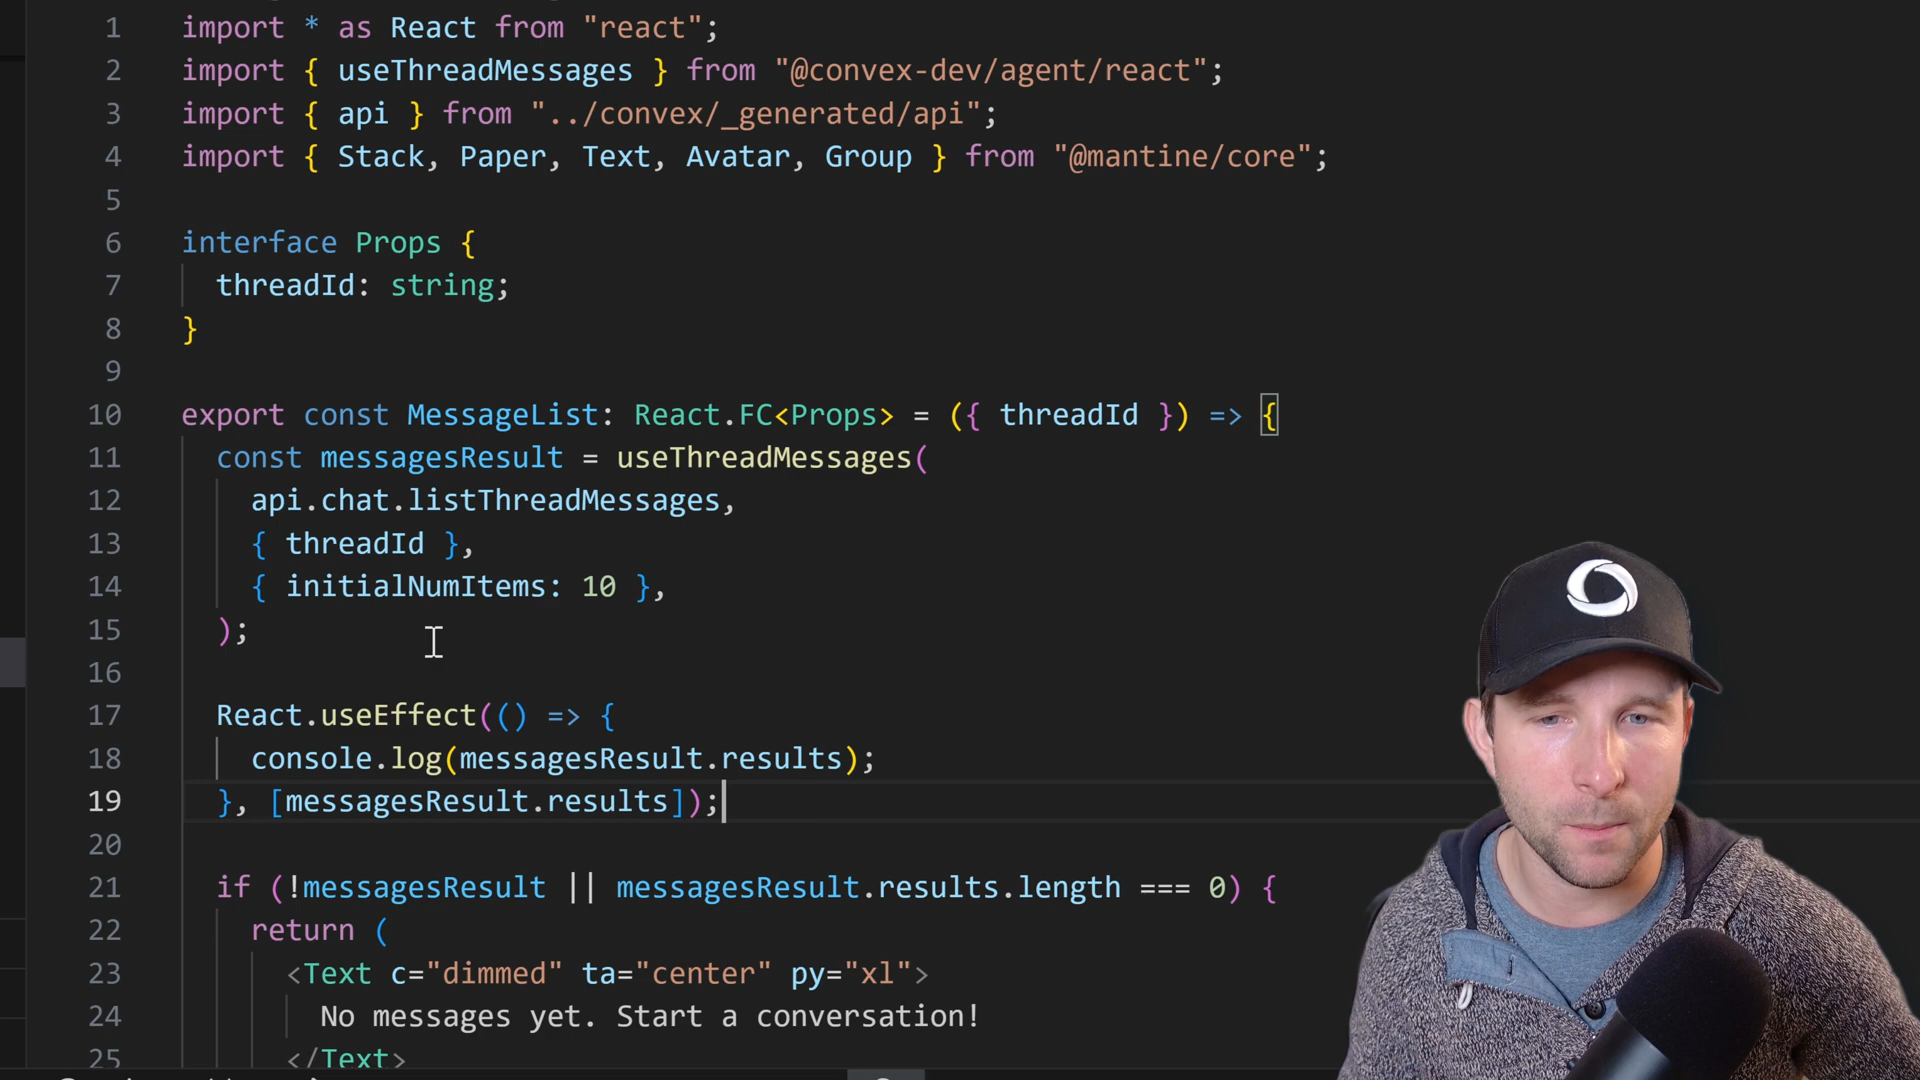 1 import * as React from "react";
2 import { useThreadMessages } from "@convex-dev/agent/react";
3 import { api } from "../convex/_generated/api";
4 import { Stack, Paper, Text, Avatar, Group } from "@mantine/core";
5
6 interface Props {
7 threadId: string;
8 }
9
10 export const MessageList: React.FC<Props> = ({ threadId }) => {
11 const messagesResult = useThreadMessages(
12 api.chat.listThreadMessages,
13 { threadId },
14 { initialNumItems: 10 },
15 );
16
17 React.useEffect(() => {
18 console.log(messagesResult.results);
19 }, [messagesResult.results]);
20
21 if (!messagesResult || messagesResult.results.length === 0) {
22 return (
23 <Text c="dimmed" ta="center" py="xl">
24 No messages yet. Start a conversation!
25 </Text>